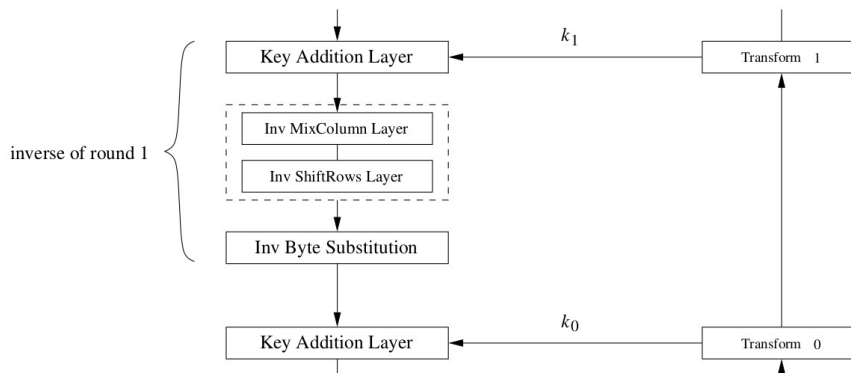 k1
Key Addition Layer
Transform 1
Inv MixColumn Layer
inverse of round 1
Inv ShiftRows Layer
Inv Byte Substitution
k0
Key Addition Layer
Transform 0